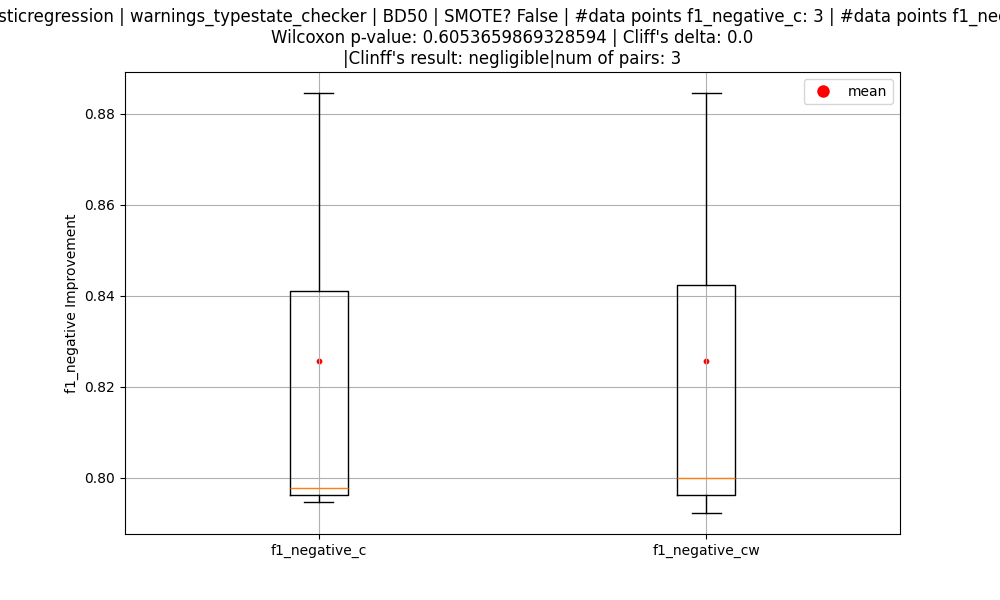 | warnings_typestate_checker | BD50 | SMOTE? False | #data points f1_negative_c: 3 | #data points
Wilcoxon p-value: 0.6053659869328594 | Cliff's delta: 0.0
|Clinff's result: negligible|num of pairs: 3
mean
0.88
0.86
0.84
0.82
0.80
f1_negative Improvement
f1_negative_c
f1_negative_cw